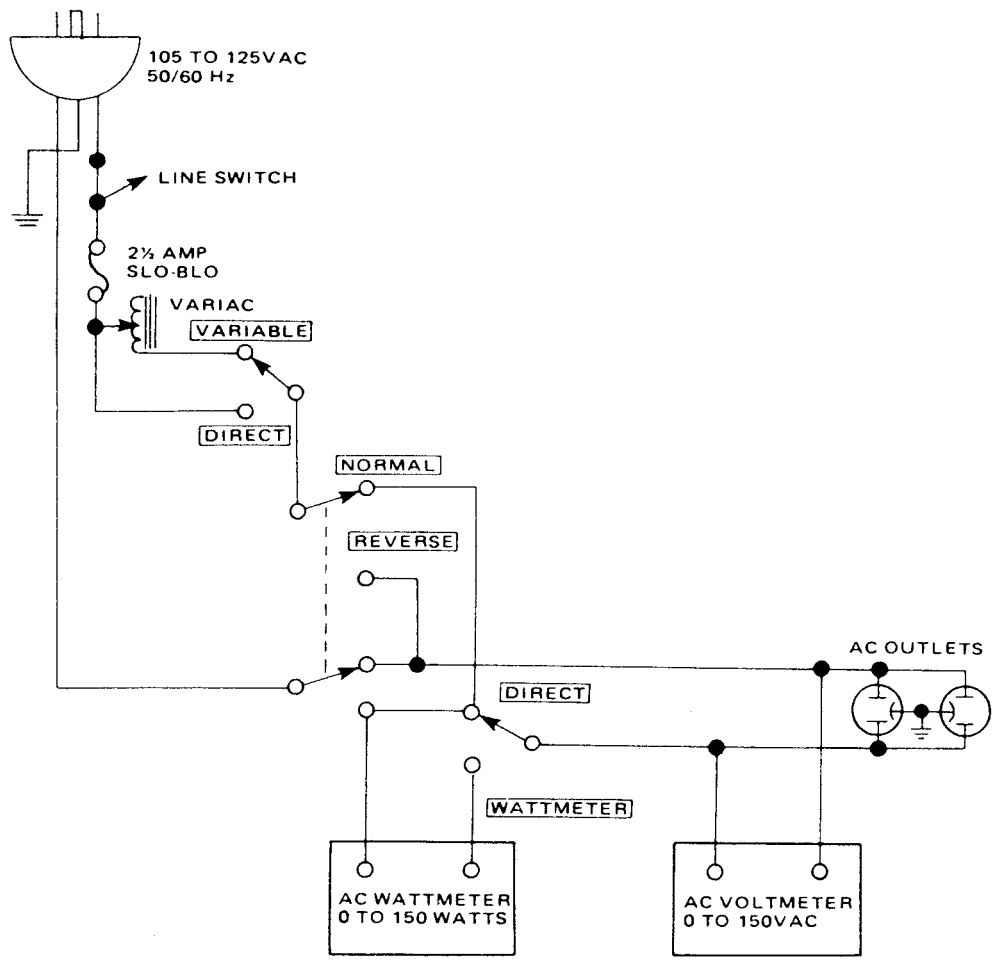 105 TO 125VAC
50/60 Hz
LINE SWITCH
2½ AMP
SLO-BLO
VARIAC
VARIABLE
DIRECT
NORMAL
REVERSE
AC OUTLETS
DIRECT
WATTMETER
AC WATTMETER
0 TO 150 WATTS
AC VOLTMETER
0 TO 150VAC